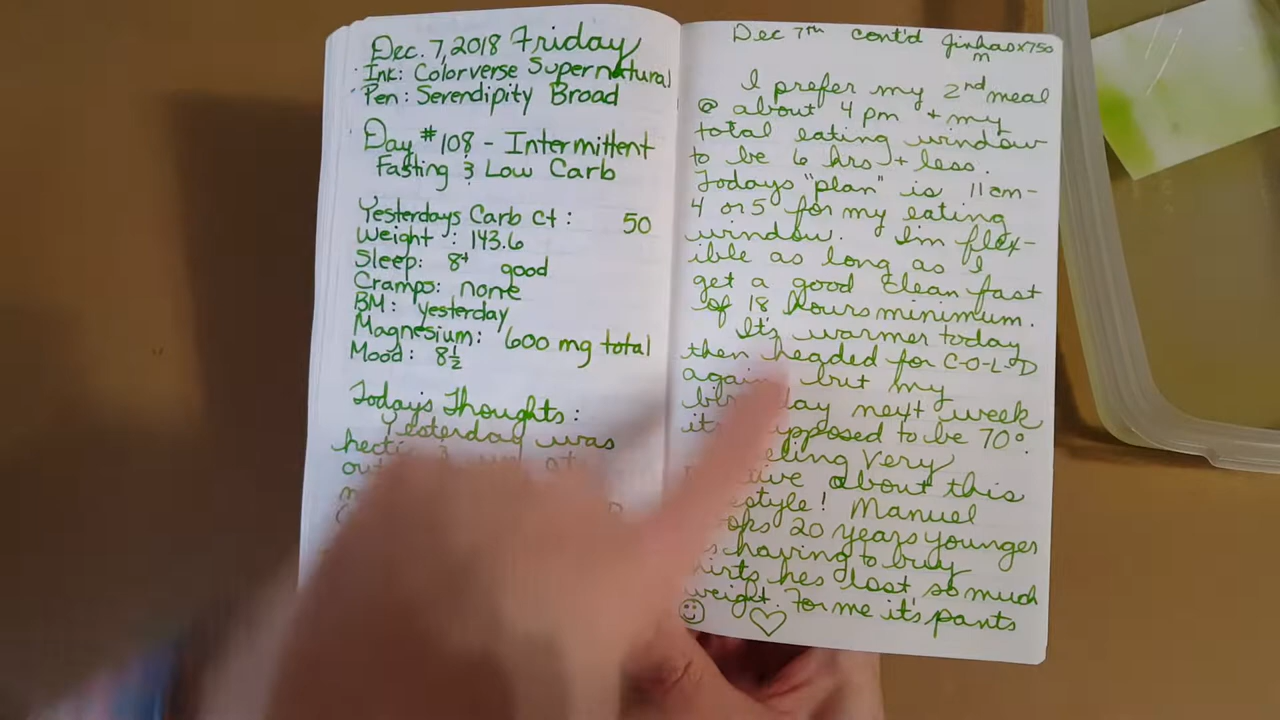 Dec. 7, 2018 Friday
Ink: Colorverse Supernatural
Pen: Serendipity Broad
Day #108 - Intermittent
Fasting & Low Carb
Yesterdays Carb ct: 50
Weight: 143.6
Sleep: 8+ good
Cramps: none
BM: yesterday
Magnesium: 600 mg total
Mood: 8½
Today's Thoughts:
Yesterday was
hectic
Dec 7th cont'd Jinhao x750
m
I prefer my 2nd meal
@ about 4 pm + my
total eating window
to be 6 hrs + less.
Todays "plan" is 11am-
4 or 5 for my eating
window. Im flex-
ible as long as I
get a good clean fast
of 18 hours minimum.
It's warmer today
then headed for C-O-L-D
again but my
next week
to be 70°.
Very
about this
! Manuel
20 years younger
having to buy
hes lost so much
weight. For me it's pants